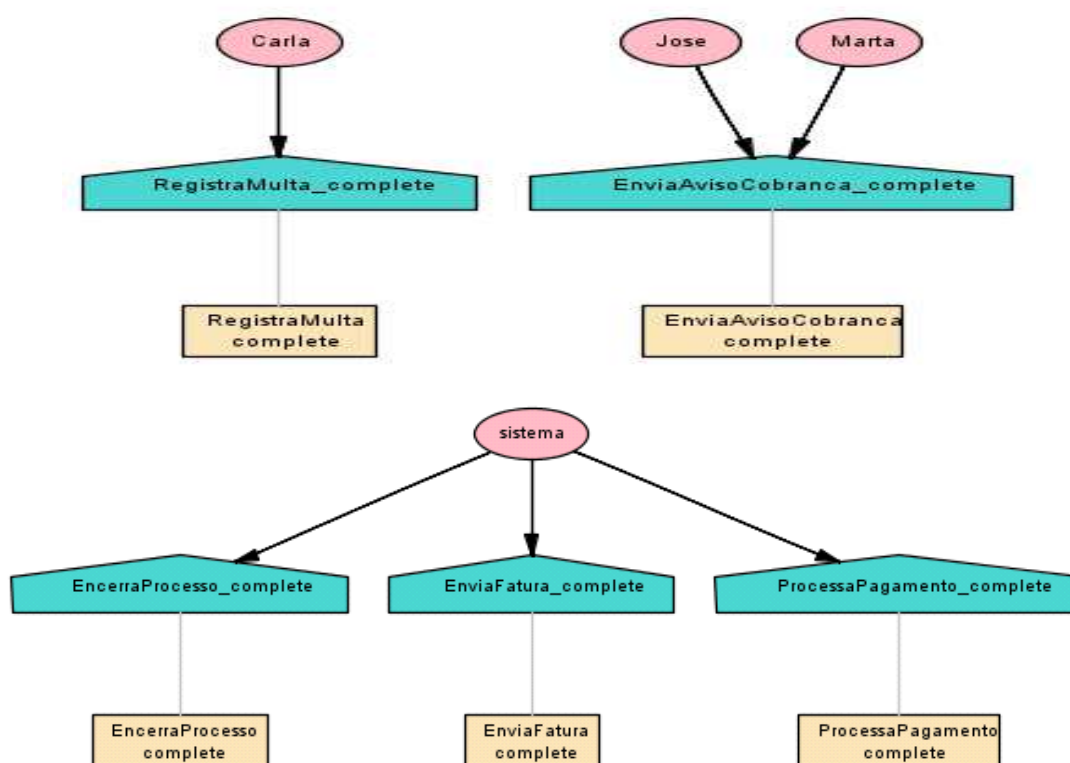 Carla
Jose
Marta
RegistraMulta_complete
EnviaAvisoCobranca_complete
RegistraMulta
complete
EnviaAvisoCobranca
complete
sistema
EncerraProcesso_complete
EnviaFatura_complete
ProcessaPagamento_complete
EncerraProcesso
complete
EnviaFatura
complete
ProcessaPagamento
complete